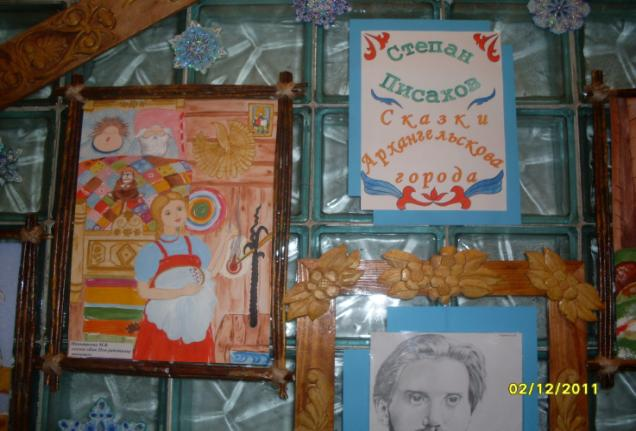 Степан
Писахов
Сказки
Архангельскова
города
02/12/2011